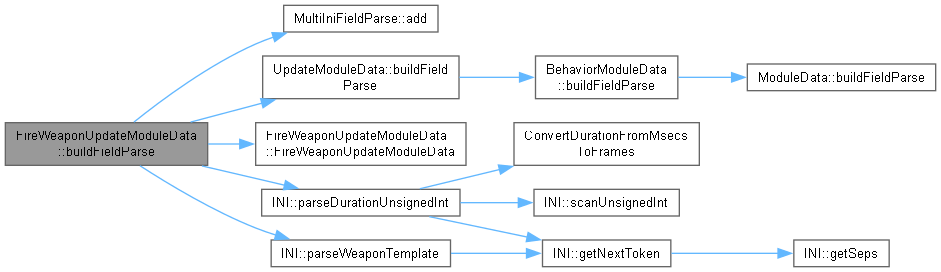 MultiIniFieldParse::add
UpdateModuleData::buildField
Parse
BehaviorModuleData
::buildFieldParse
ModuleData::buildFieldParse
FireWeaponUpdateModuleData
::buildFieldParse
FireWeaponUpdateModuleData
::FireWeaponUpdateModuleData
ConvertDurationFromMsecs
ToFrames
INI::parseDurationUnsignedInt
INI::scanUnsignedInt
INI::parseWeaponTemplate
INI::getNextToken
INI::getSeps